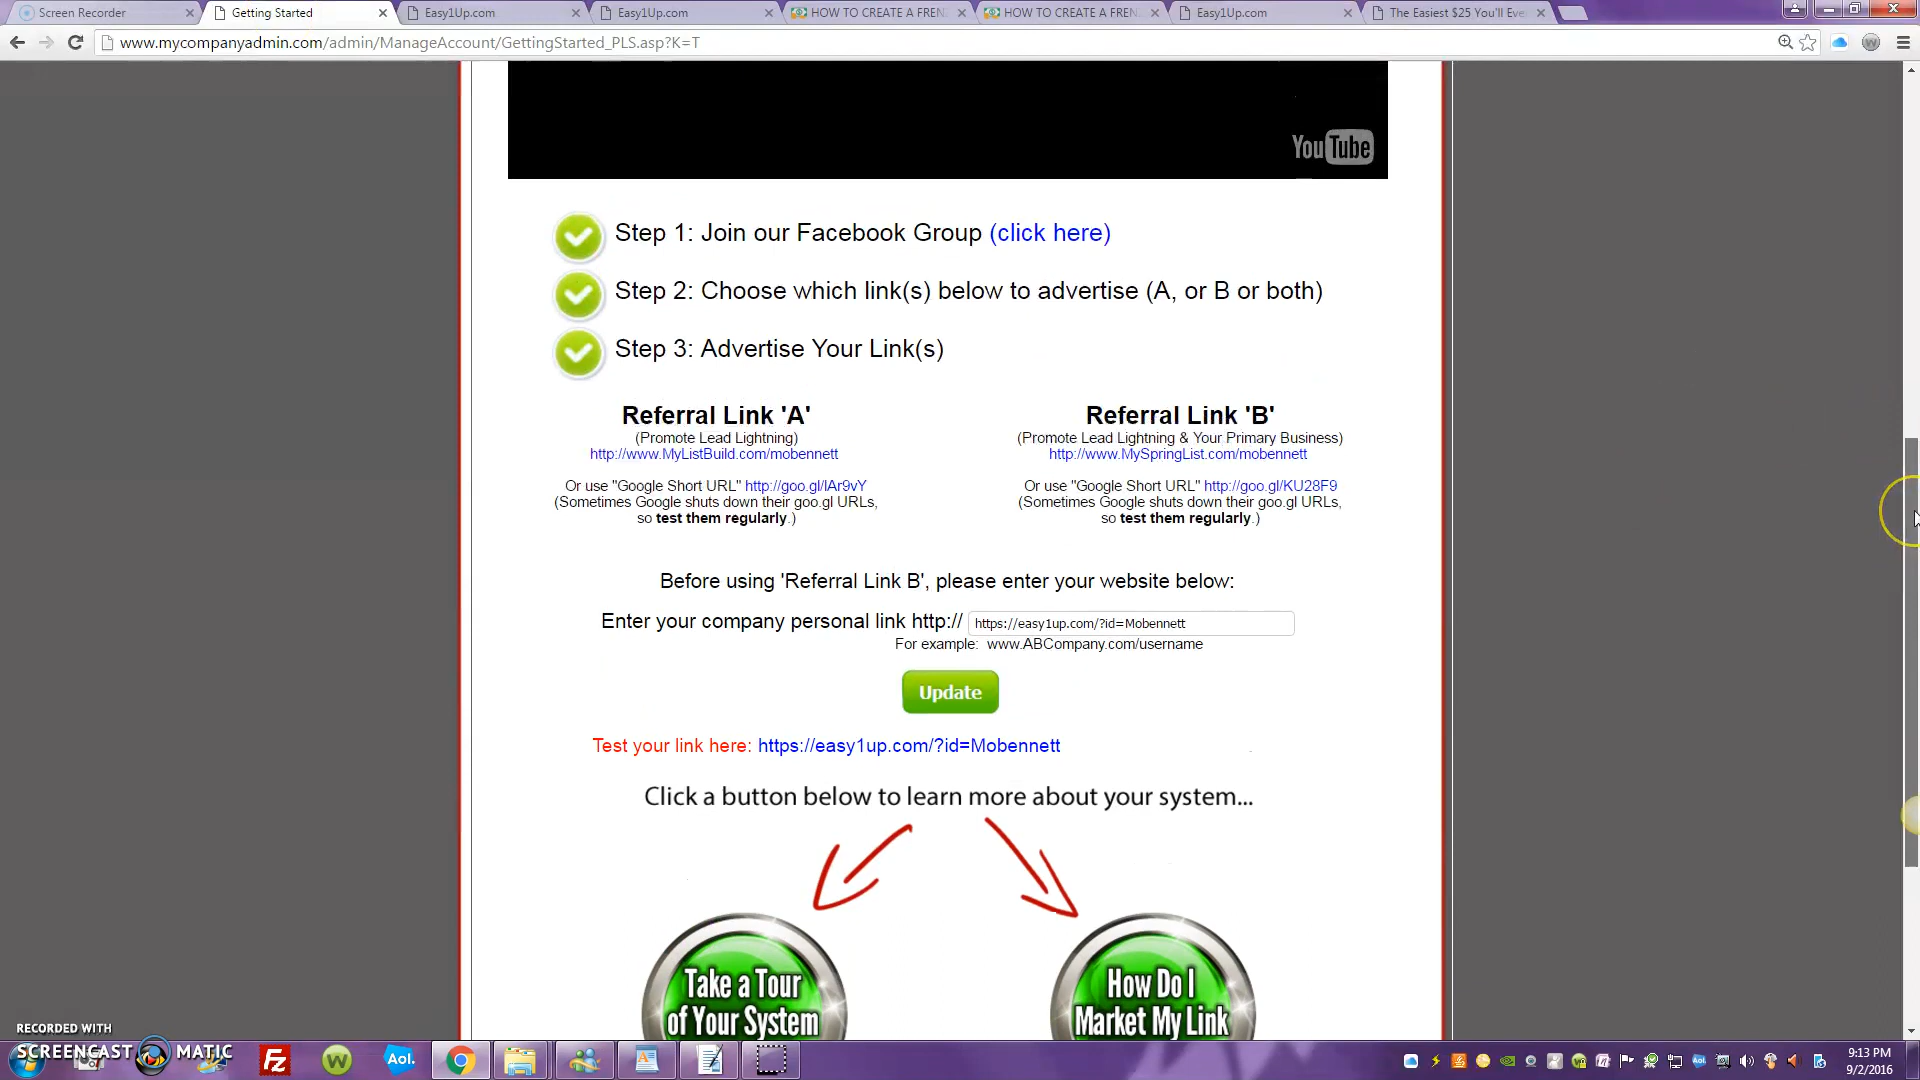 Screen Recorder
Getting Started
Easy1Up.com
Easy1Up.com
HOW TO CREATE A FREN
HOW TO CREATE A FREN
Easy1Up.com
The Easiest $25 You'll Eve
www.mycompanyadmin.com/admin/ManageAccount/GettingStarted_PLS.asp?K=T
YouTube
Step 1: Join our Facebook Group (click here)
Step 2: Choose which link(s) below to advertise (A, or B or both)
Step 3: Advertise Your Link(s)
Referral Link 'A'
(Promote Lead Lightning)
http://www.MyListBuild.com/mobennett
Or use "Google Short URL" http://goo.gl/IAr9vY
(Sometimes Google shuts down their goo.gl URLs,
so test them regularly.)
Referral Link 'B'
(Promote Lead Lightning & Your Primary Business)
http://www.MySpringList.com/mobennett
Or use "Google Short URL" http://goo.gl/KU28F9
(Sometimes Google shuts down their goo.gl URLs,
so test them regularly.)
Before using 'Referral Link B', please enter your website below:
Enter your company personal link http:// https://easy1up.com/?id=Mobennett
For example: www.ABCompany.com/username
Update
Test your link here: https://easy1up.com/?id=Mobennett
Click a button below to learn more about your system...
Take a Tour
of Your System
How Do I
Market My Link
RECORDED WITH
SCREENCAST MATIC
Fz
Aol.
9:13 PM
9/2/2016